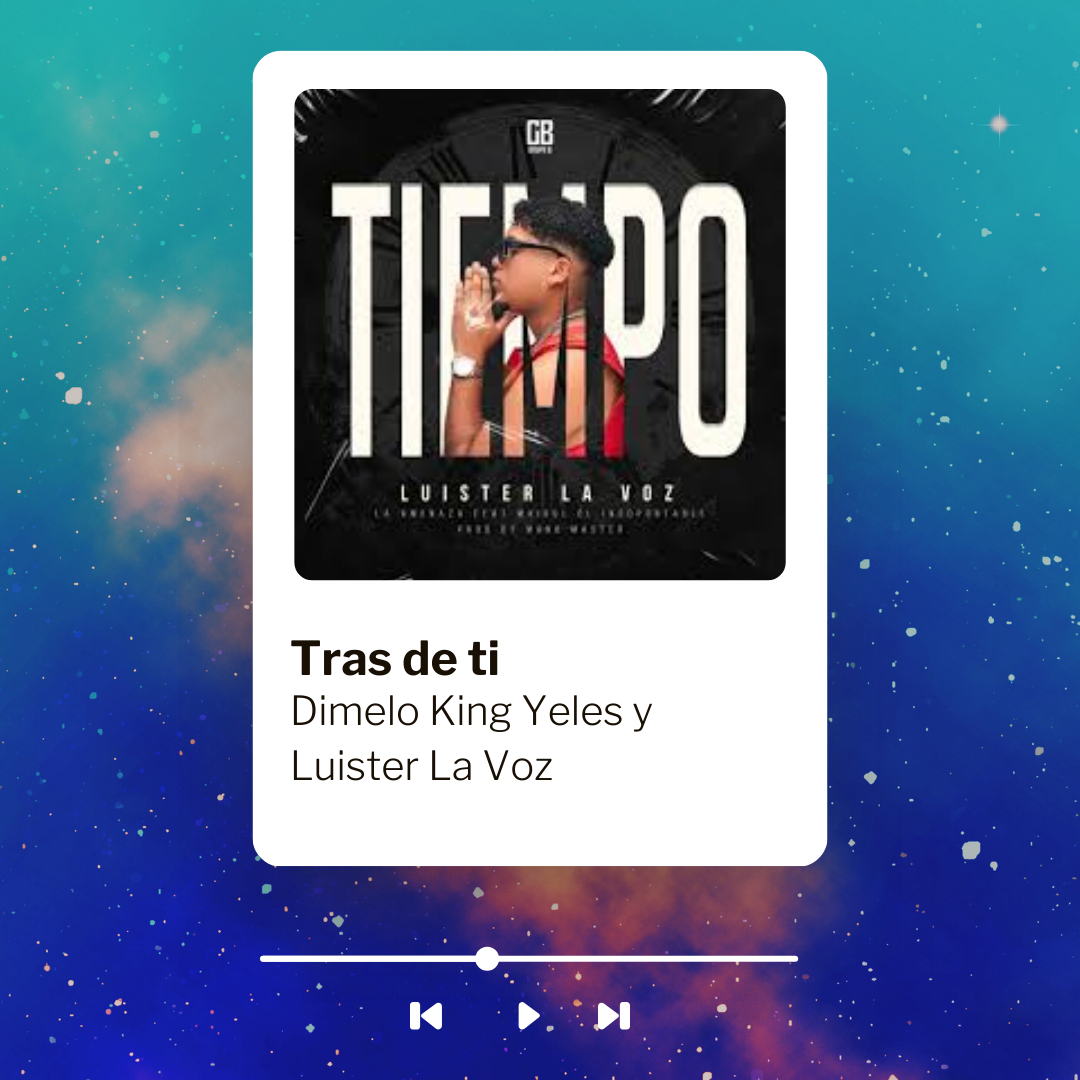 GB
TIEMPO
LUISTER LA VOZ
LA AMENAZA FEAT MAIKOL EL INSOPORTABLE
PROD BY MONO MASTER
Tras de ti
Dimelo King Yeles y
Luister La Voz